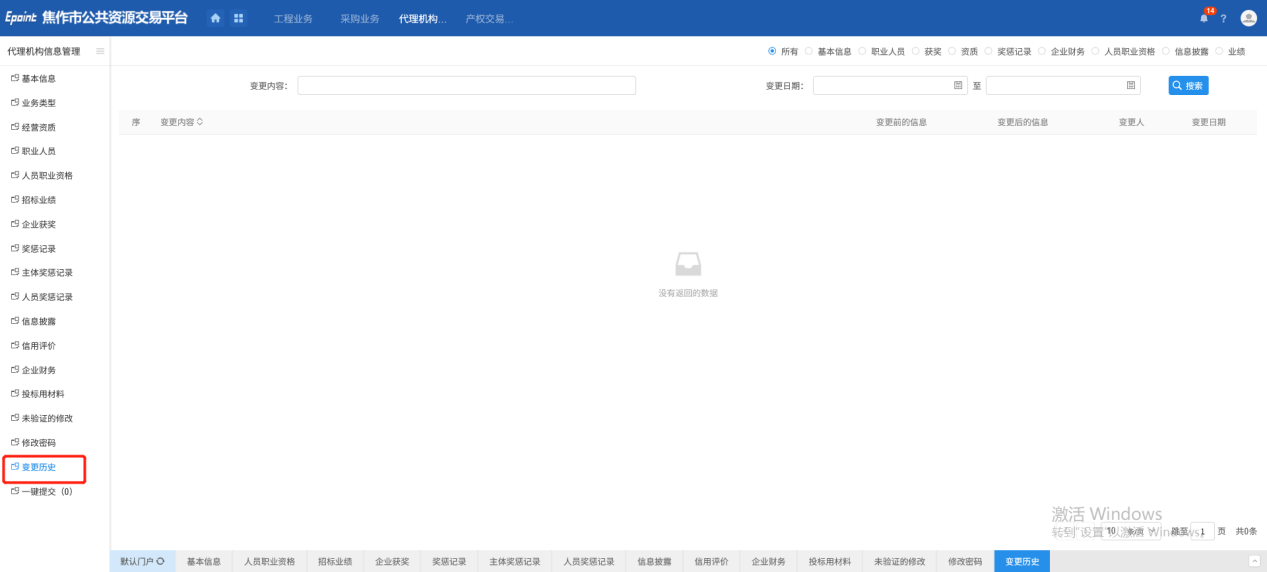 Epoint 焦作市公共资源交易平台 工程业务 采购业务 代理机构... 产权交易... 14 ?
代理机构信息管理 所有 基本信息 职业人员 获奖 资质 奖惩记录 企业财务 人员职业资格 信息披露 业绩
基本信息
业务类型
经营资质
职业人员
人员职业资格
招标业绩
企业获奖
奖惩记录
主体奖惩记录
人员奖惩记录
信息披露
信用评价
企业财务
投标用材料
未验证的修改
修改密码
变更历史
一键提交（0）
变更内容： 变更日期： 至 搜索
序 变更内容 变更前的信息 变更后的信息 变更人 变更日期
没有返回的数据
激活 Windows
转到"设置"以激活 Windows。
10 条/页 跳至 1 页 共0条
默认门户 基本信息 人员职业资格 招标业绩 企业获奖 奖惩记录 主体奖惩记录 人员奖惩记录 信息披露 信用评价 企业财务 投标用材料 未验证的修改 修改密码 变更历史